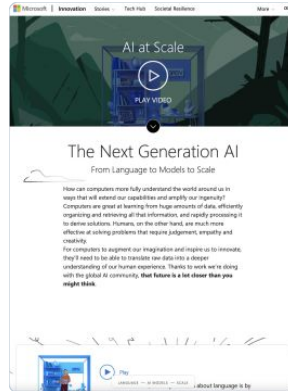 Microsoft | Innovation Stories Tech Hub Societal Resilience More
AI at Scale
PLAY VIDEO
The Next Generation AI
From Language to Models to Scale
How can computers more fully understand the world around us in
ways that will extend our capabilities and amplify our ingenuity?
Computers are great at learning from huge amounts of data, efficiently
organizing and retrieving all that information, and rapidly processing it
to derive solutions. Humans, on the other hand, are much more
effective at solving problems that require judgement, empathy and
creativity.
For computers to augment our imagination and inspire us to innovate,
they'll need to be able to translate raw data into a deeper
understanding of our human experience. Thanks to work we're doing
with the global AI community, that future is a lot closer than you
might think.
Play
LANGUAGE — AI MODELS — SCALE
about language is by